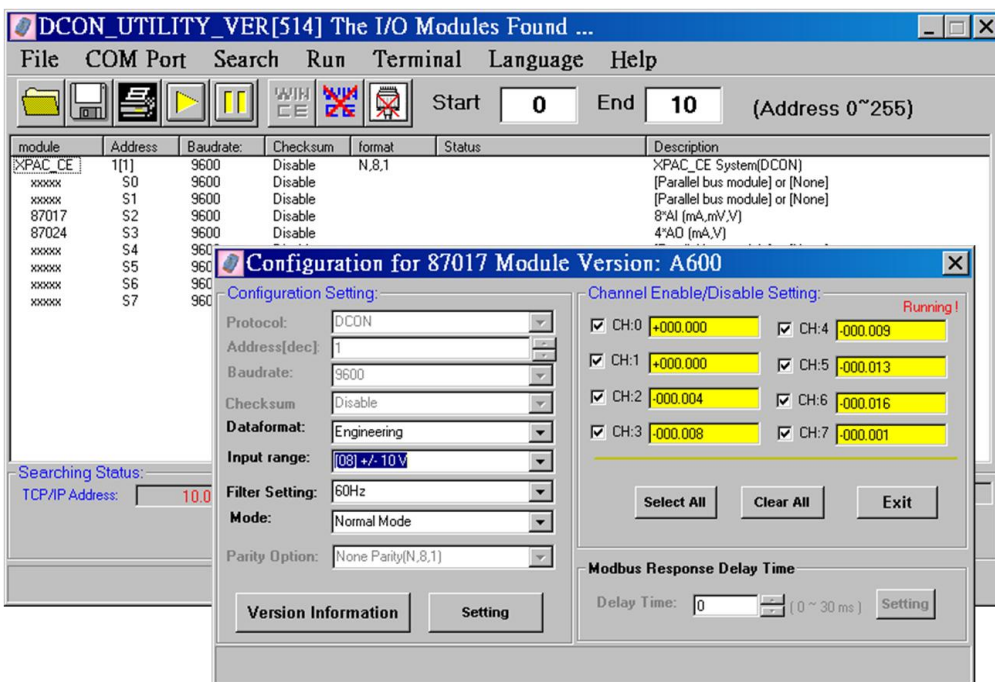 DCON_UTILITY_VER[514] The I/O Modules Found ...
File COM Port Search Run Terminal Language Help
WIN CE Start 0 End 10 (Address 0~255)
module Address Baudrate: Checksum format Status Description
XPAC_CE 1[1] 9600 Disable N,8,1 XPAC_CE System(DCON)
xxxxx S0 9600 Disable [Parallel bus module] or [None]
xxxxx S1 9600 Disable [Parallel bus module] or [None]
87017 S2 9600 Disable 8*AI (mA,mV,V)
87024 S3 9600 Disable 4*AO (mA,V)
xxxxx S4 960
xxxxx S5 960
xxxxx S6 960
xxxxx S7 960
Searching Status:
TCP/IP Address: 10.0
Configuration for 87017 Module Version: A600
Configuration Setting:
Protocol: DCON
Address[dec]: 1
Baudrate: 9600
Checksum Disable
Dataformat: Engineering
Input range: [08] +/- 10 V
Filter Setting: 60Hz
Mode: Normal Mode
Parity Option: None Parity(N,8,1)
Version Information Setting
Channel Enable/Disable Setting:
Running !
CH:0 +000.000 CH:4 -000.009
CH:1 +000.000 CH:5 -000.013
CH:2 -000.004 CH:6 -000.016
CH:3 -000.008 CH:7 -000.001
Select All Clear All Exit
Modbus Response Delay Time
Delay Time: 0 ( 0 ~ 30 ms ) Setting